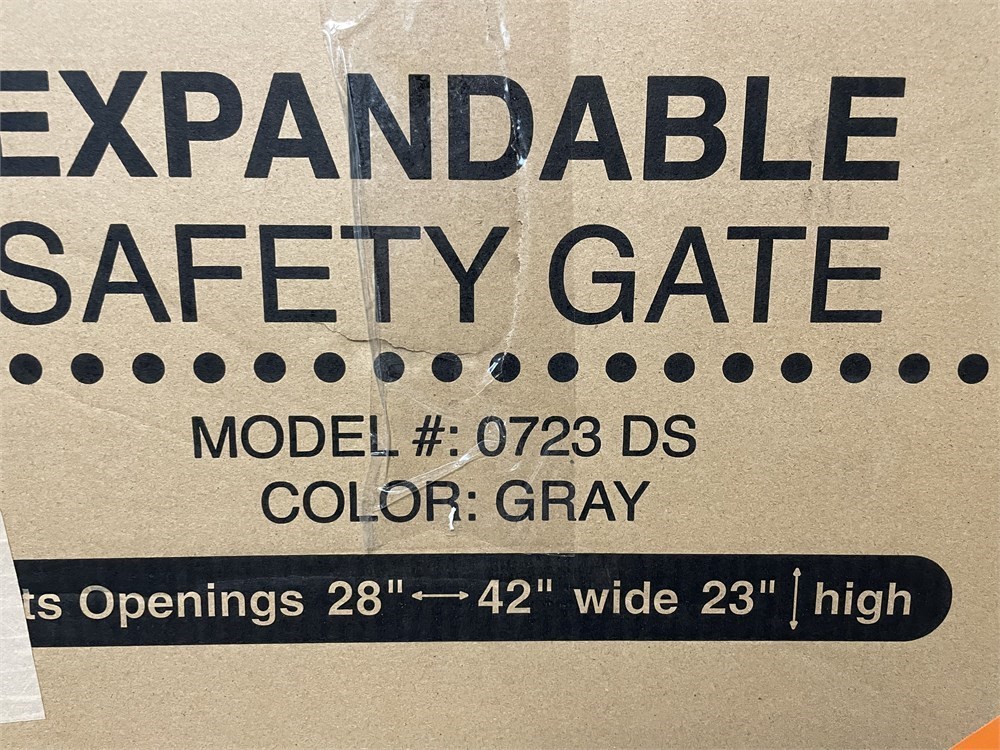 EXPANDABLE
SAFETY GATE
MODEL #: 0723 DS
COLOR: GRAY
ts Openings 28" ↔ 42" wide 23" ↕ high